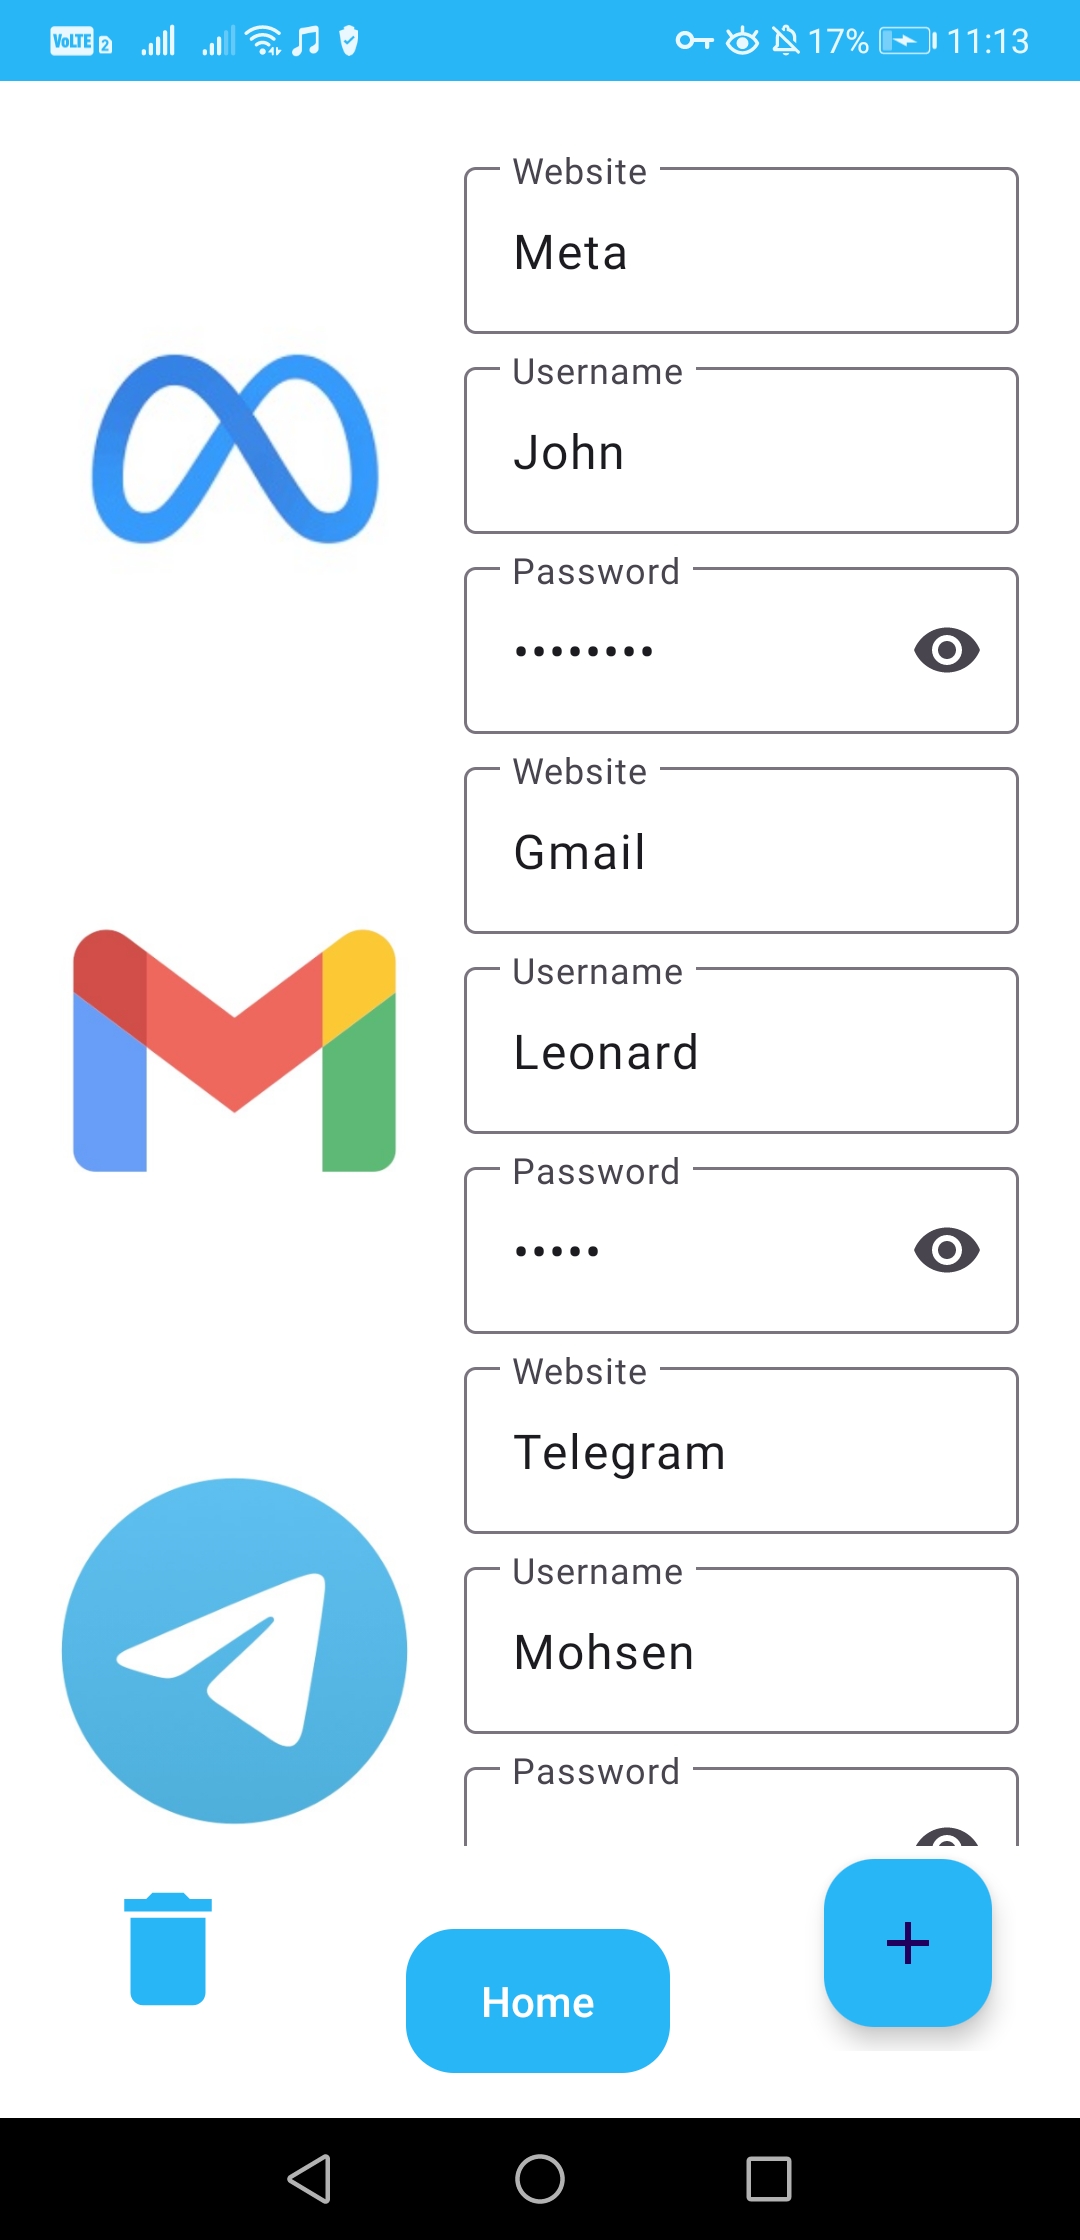 VoLTE 2 17% 11:13
Website
Meta
Username
John
Password
••••••••
Website
Gmail
Username
Leonard
Password
•••••
Website
Telegram
Username
Mohsen
Password
+
Home